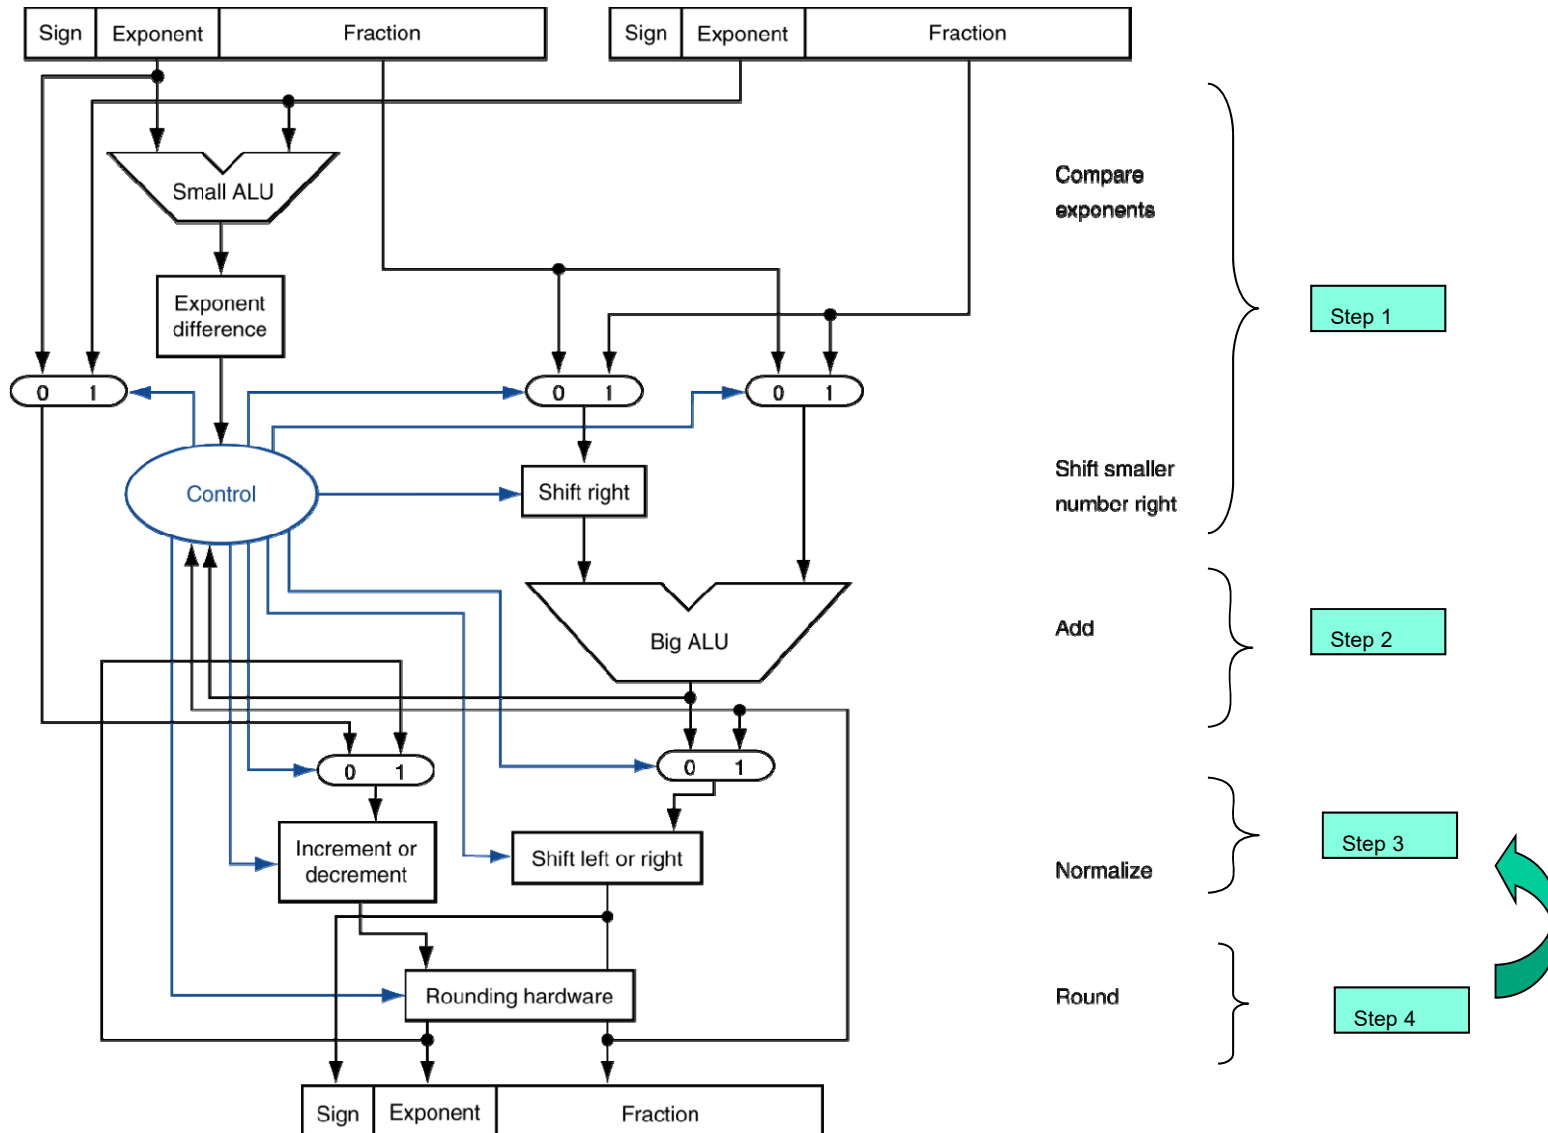 Sign Exponent Fraction
Sign Exponent Fraction
Compare
exponents
Small ALU
Exponent
difference
Step 1
0 1
0 1
0 1
Control
Shift right
Shift smaller
number right
Add
Big ALU
Step 2
0 1
0 1
Increment or
decrement
Shift left or right
Normalize
Step 3
Rounding hardware
Round
Step 4
Sign Exponent Fraction